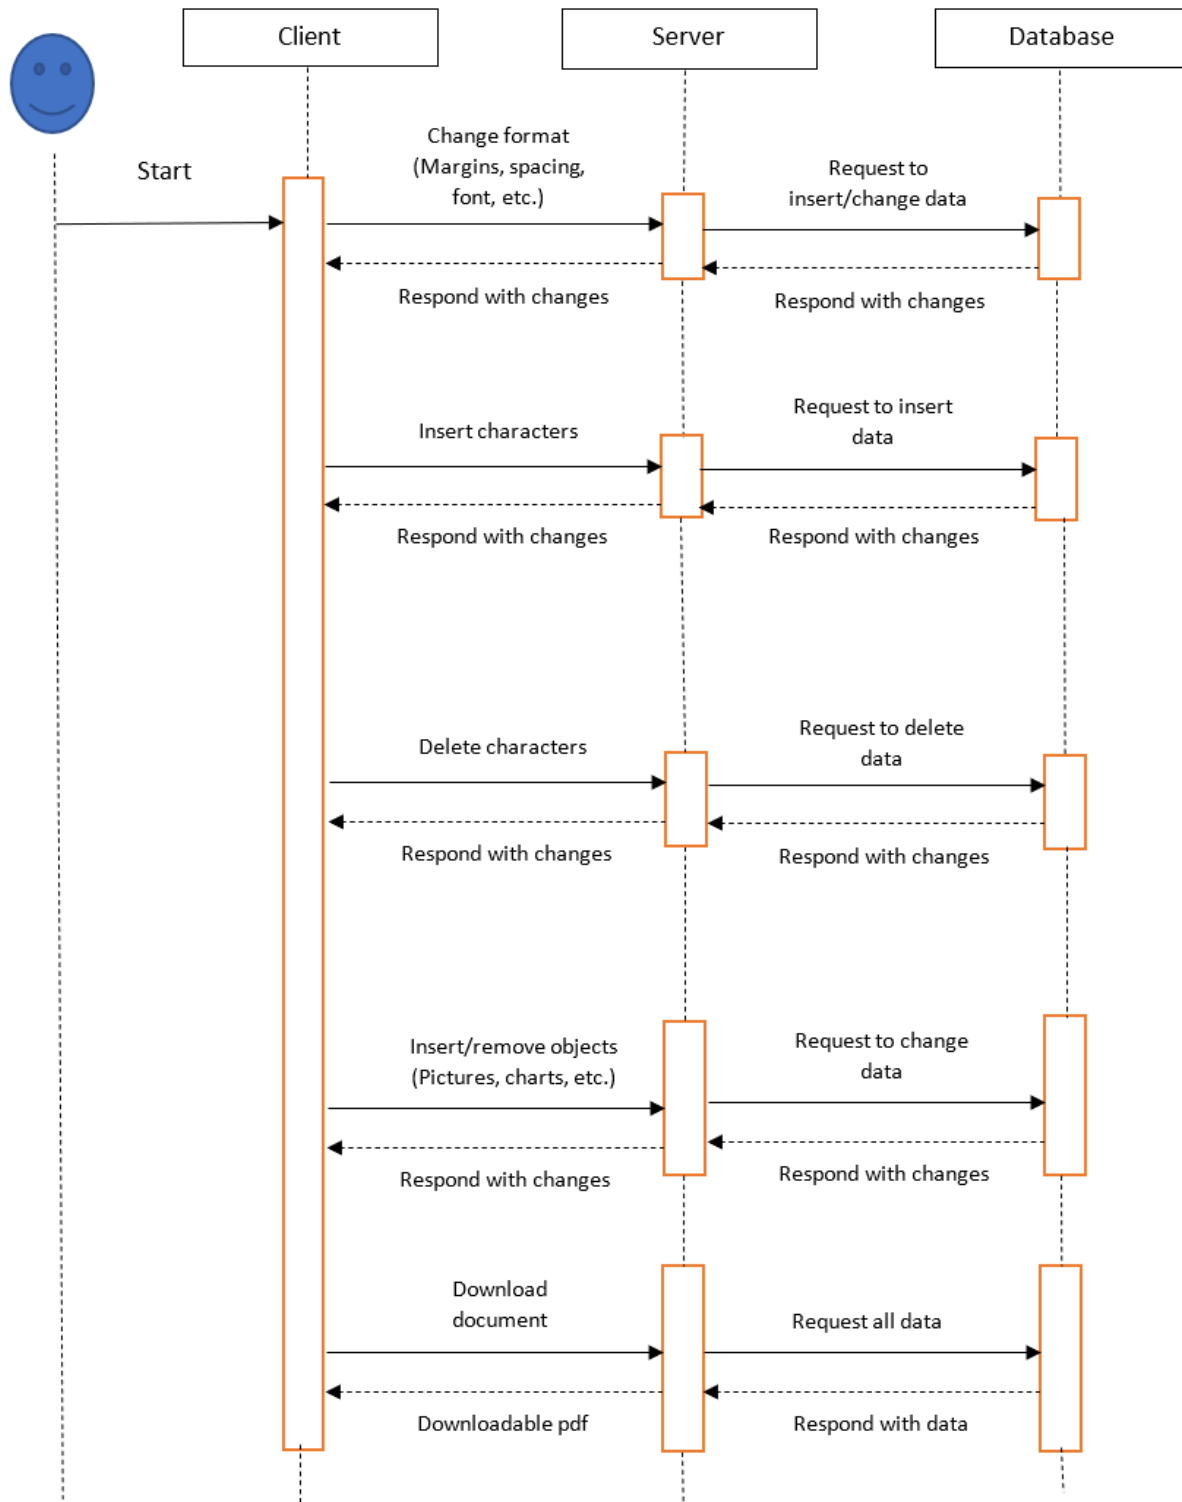 Client
Server
Database
Start
Change format
(Margins, spacing,
font, etc.)
Request to
insert/change data
Respond with changes
Respond with changes
Insert characters
Request to insert
data
Respond with changes
Respond with changes
Delete characters
Request to delete
data
Respond with changes
Respond with changes
Insert/remove objects
(Pictures, charts, etc.)
Request to change
data
Respond with changes
Respond with changes
Download
document
Request all data
Downloadable pdf
Respond with data